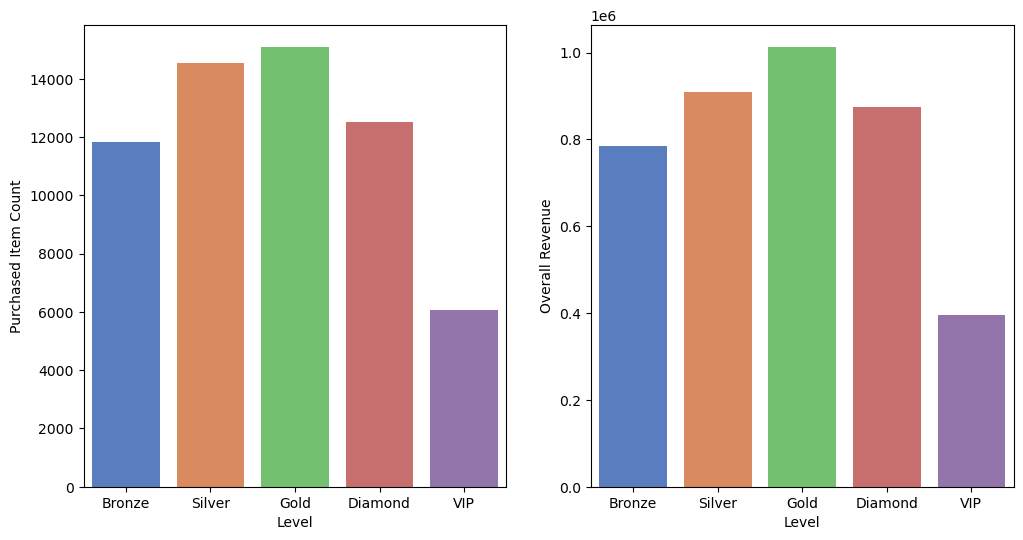 14000
12000
10000
8000
6000
4000
2000
0
Purchased Item Count
Bronze Silver Gold Diamond VIP
Level
1e6
1.0
0.8
0.6
0.4
0.2
0.0
Overall Revenue
Bronze Silver Gold Diamond VIP
Level